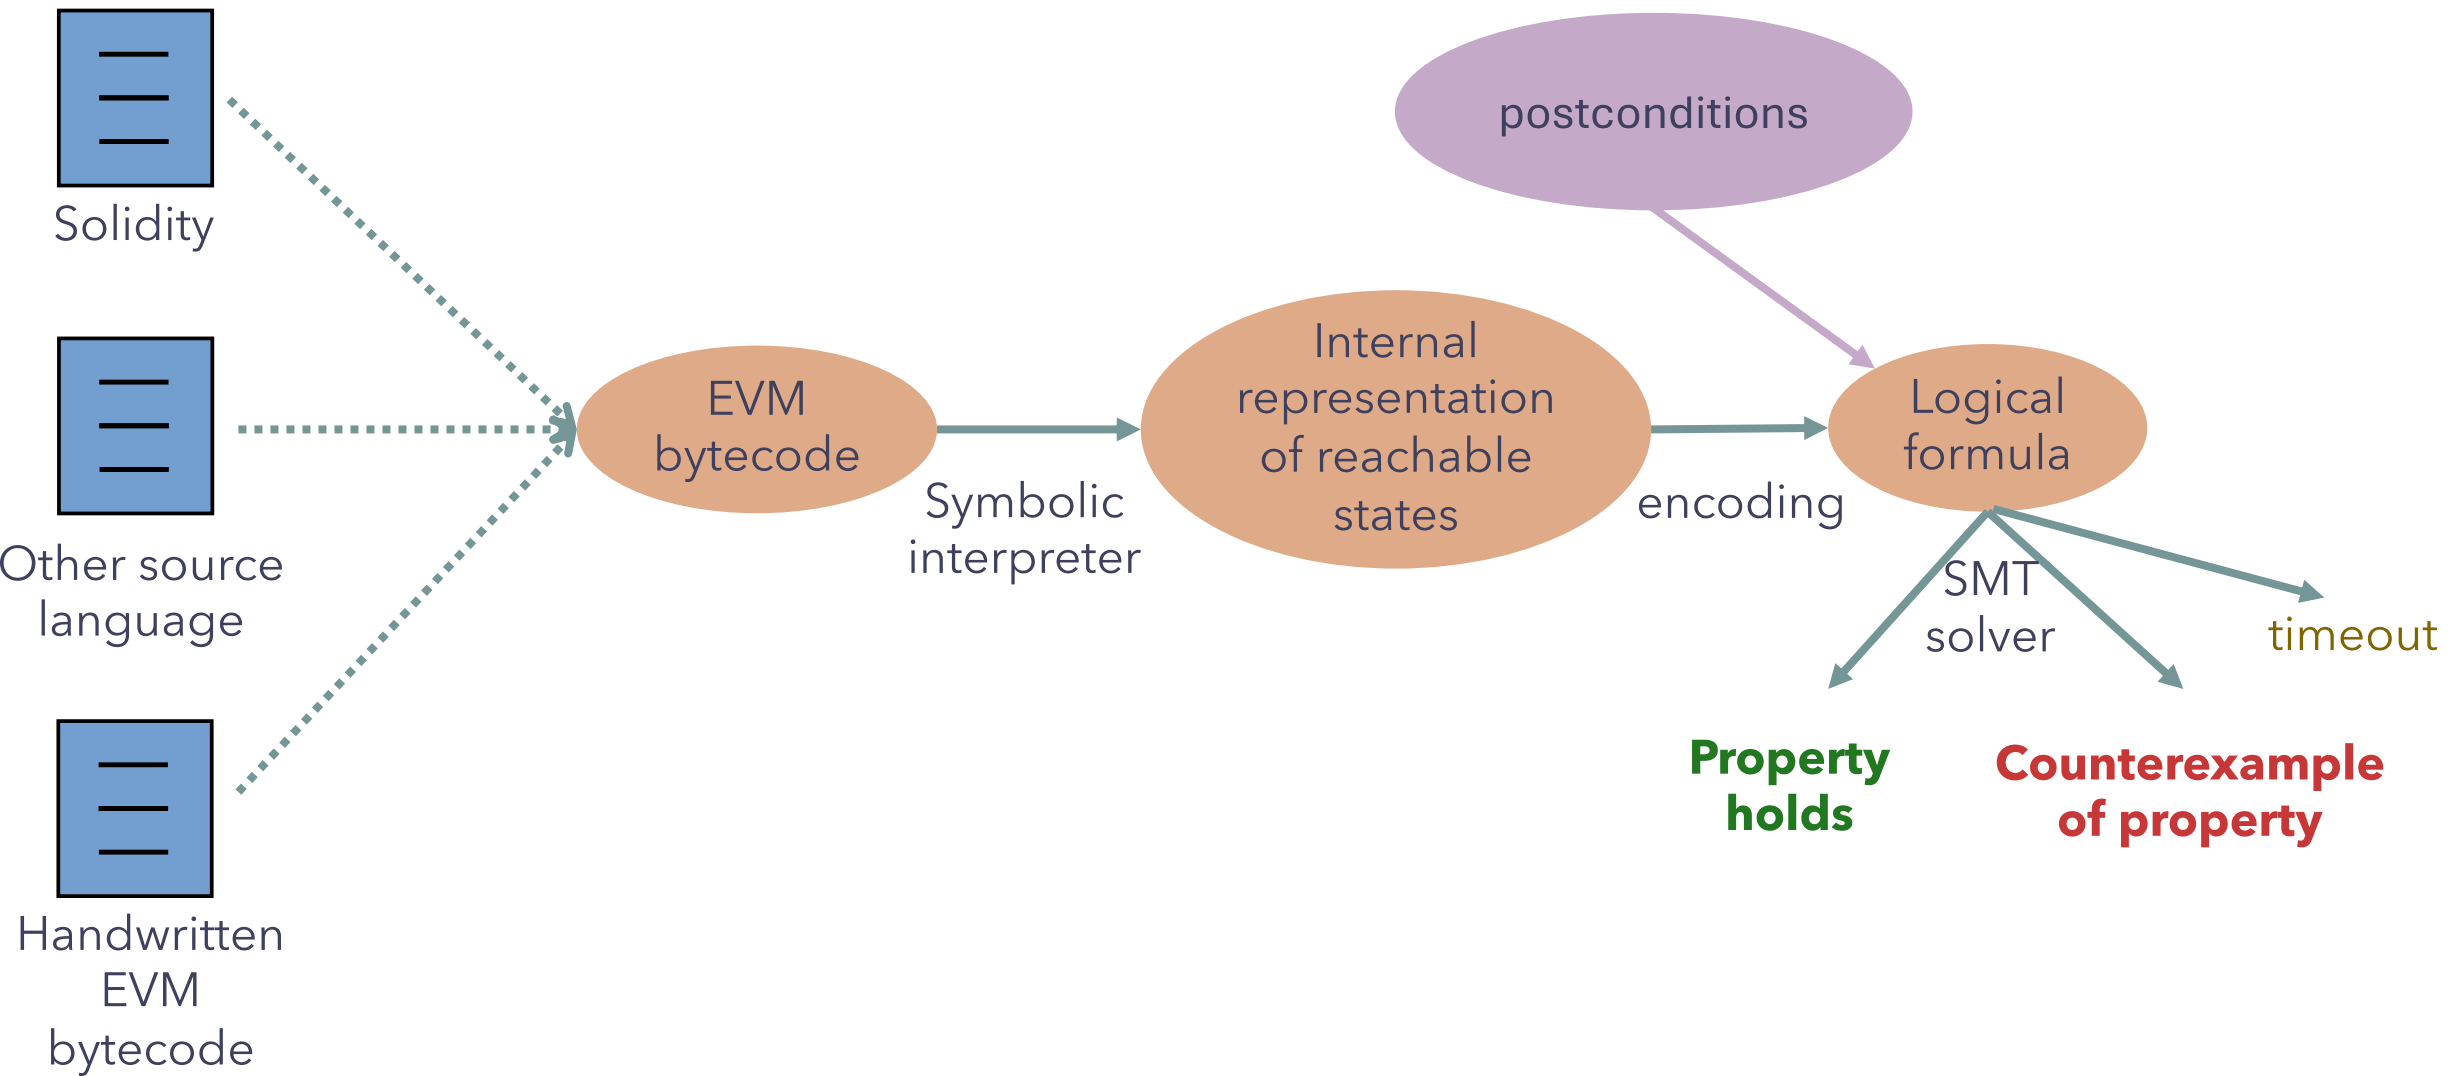 Solidity
Other source
language
Handwritten
EVM
bytecode
EVM
bytecode
Symbolic
interpreter
Internal
representation
of reachable
states
encoding
postconditions
Logical
formula
SMT
solver
timeout
Property
holds
Counterexample
of property